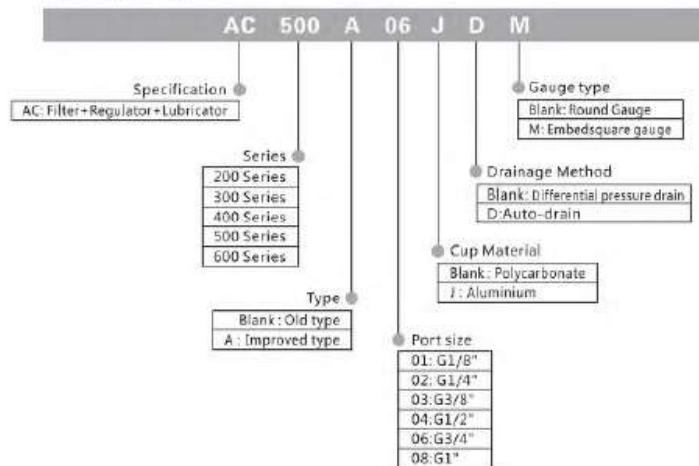 AC 500 A 06 J D M
Specification
AC: Filter+Regulator+Lubricator
Series
200 Series
300 Series
400 Series
500 Series
600 Series
Type
Blank: Old type
A: Improved type
Port size
01: G1/8"
02: G1/4"
03:G3/8"
04:G1/2"
06:G3/4"
08:G1"
Cup Material
Blank: Polycarbonate
J: Aluminium
Drainage Method
Blank: Differential pressure drain
D:Auto-drain
Gauge type
Blank: Round Gauge
M: Embedsquare gauge